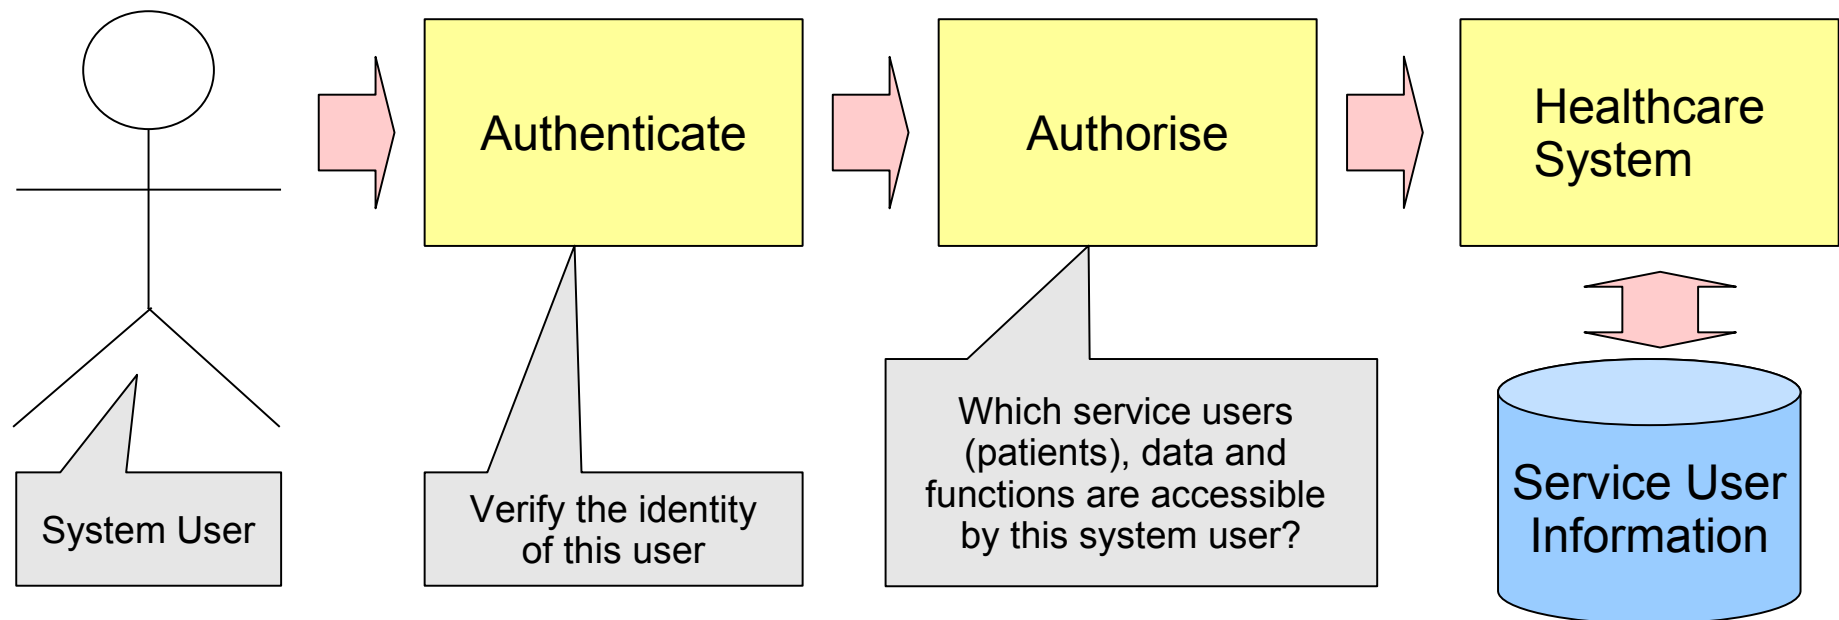 Authenticate
Authorise
Healthcare
System
System User
Verify the identity
of this user
Which service users
(patients), data and
functions are accessible
by this system user?
Service User
Information